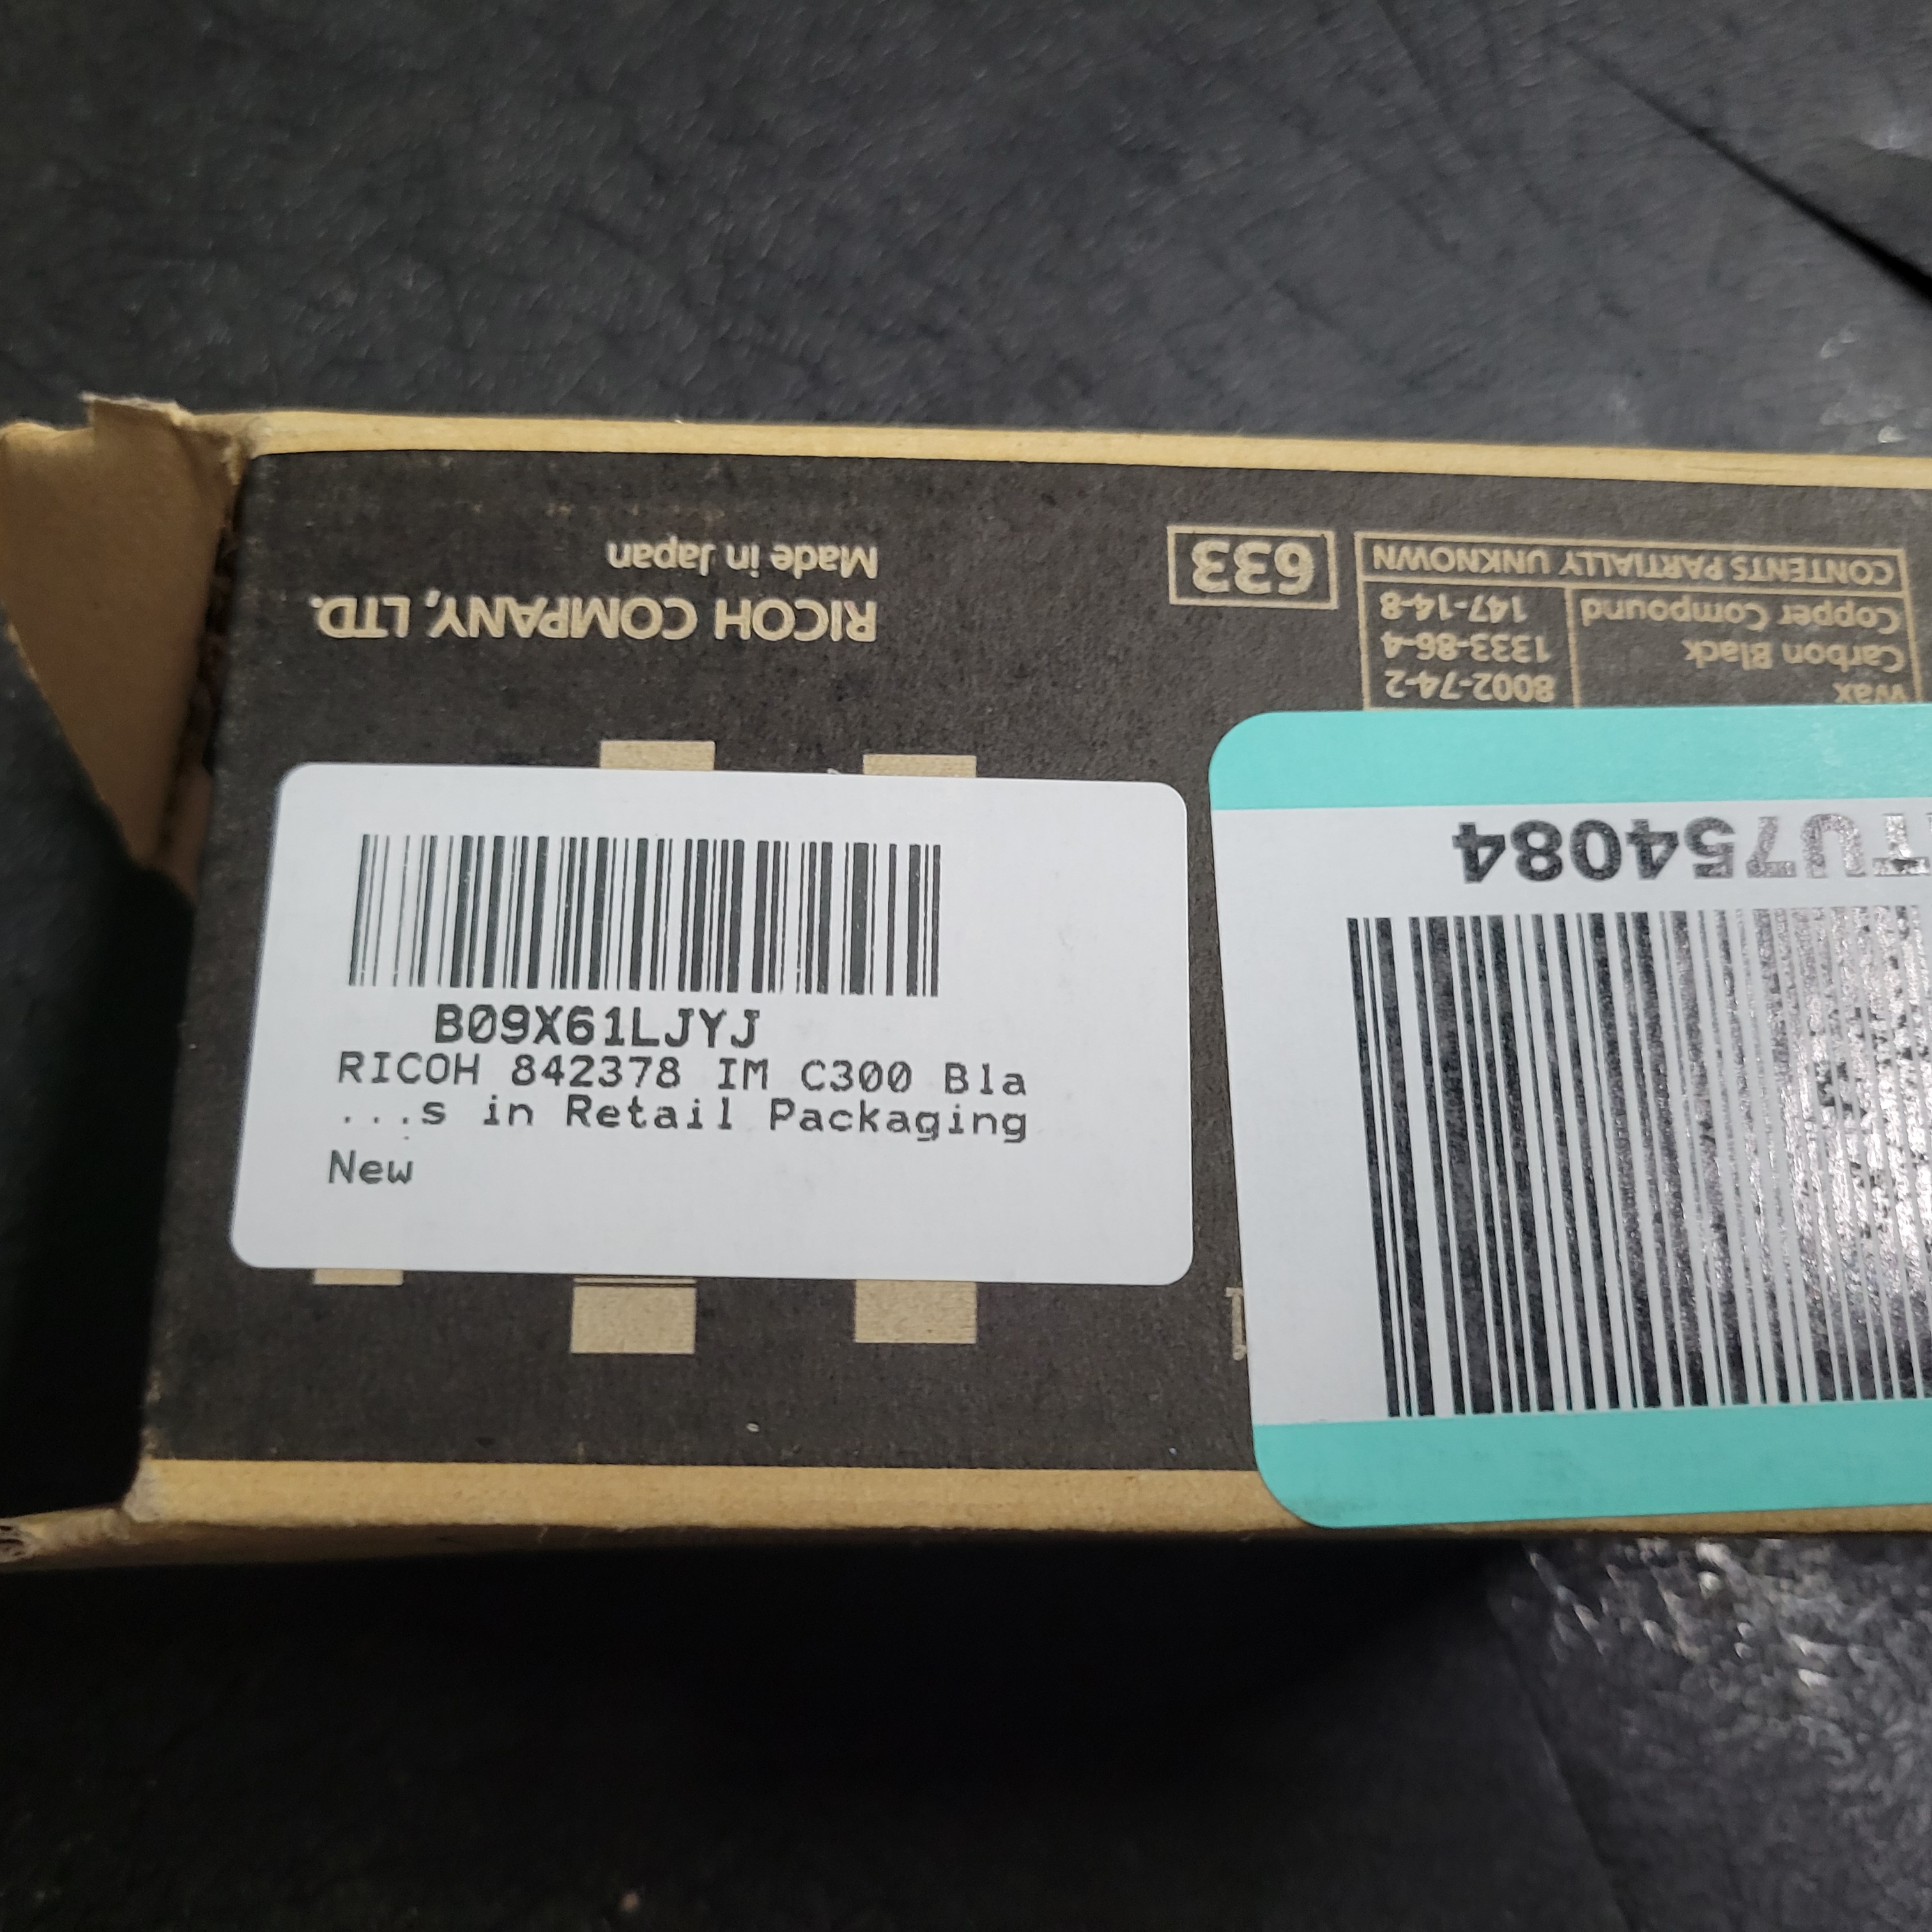 RICOH COMPANY, LTD.
Made in Japan
633
Wax 8002-74-2
Carbon Black 1333-86-4
Copper Compound 147-14-8
CONTENTS PARTIALLY UNKNOWN
B09X61LJYJ
RICOH 842378 IM C300 Bla
...s in Retail Packaging
New
TU754084